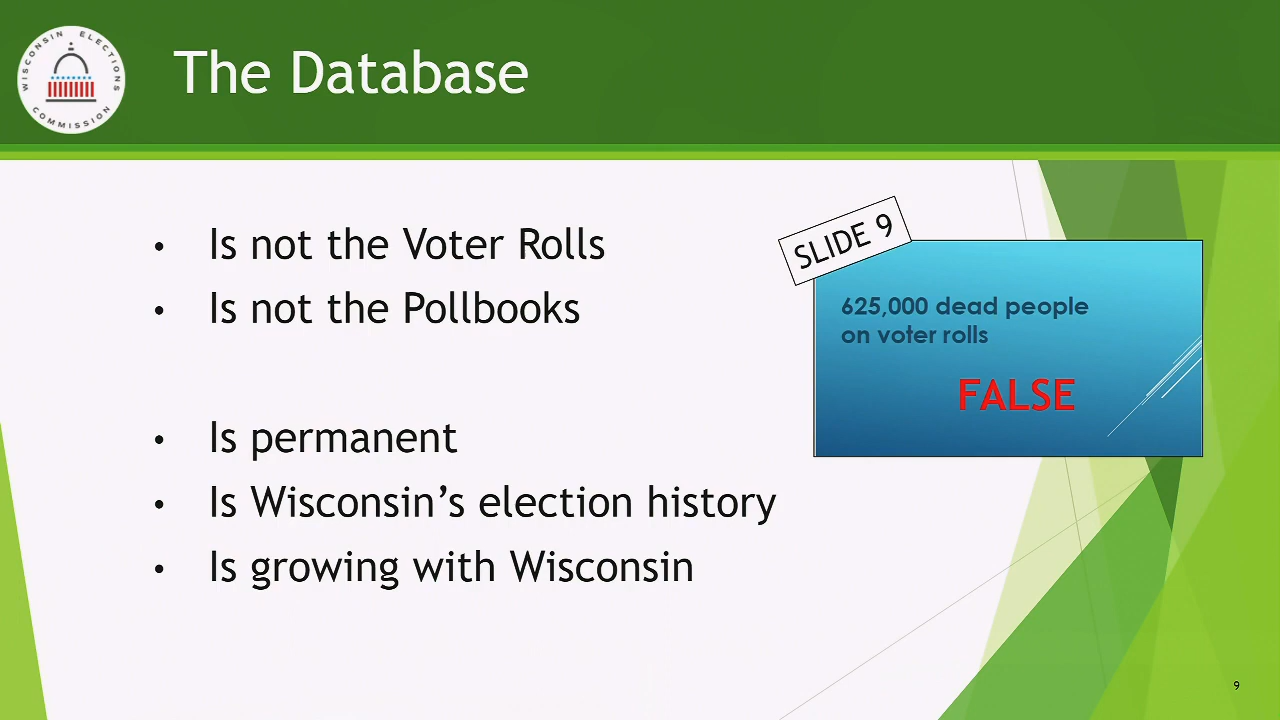 WISCONSIN ELECTIONS COMMISSION
The Database
• Is not the Voter Rolls
• Is not the Pollbooks
• Is permanent
• Is Wisconsin’s election history
• Is growing with Wisconsin
SLIDE 9
625,000 dead people
on voter rolls
FALSE
9